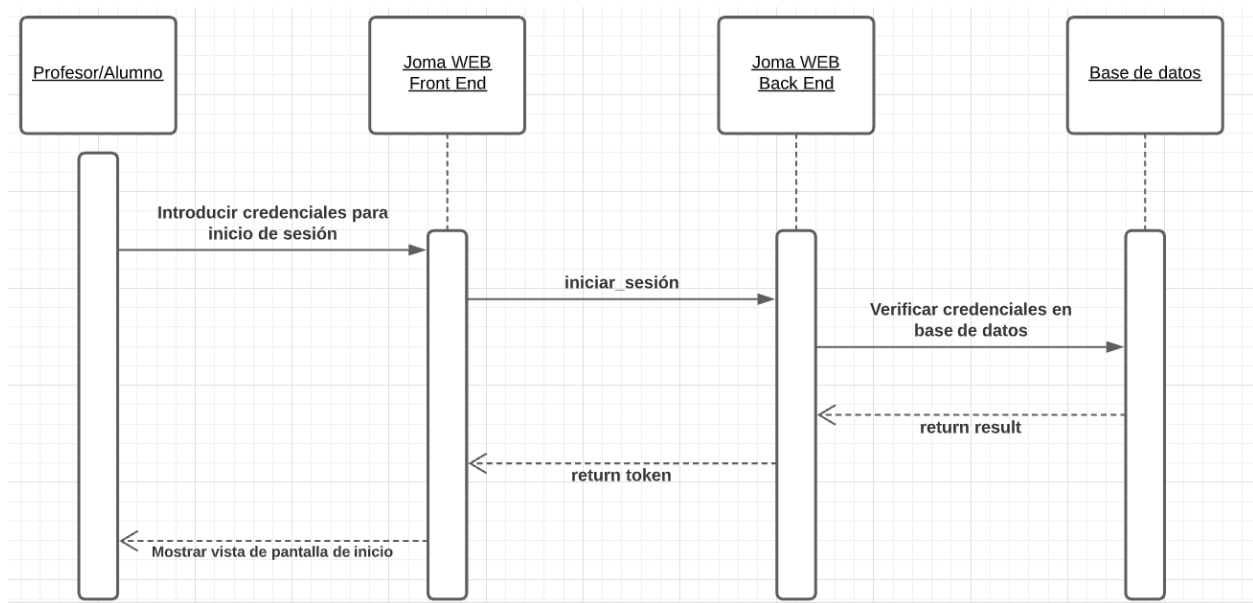 Profesor/Alumno
Joma WEB
Front End
Joma WEB
Back End
Base de datos
Introducir credenciales para
inicio de sesión
iniciar_sesión
Verificar credenciales en
base de datos
return result
return token
Mostrar vista de pantalla de inicio